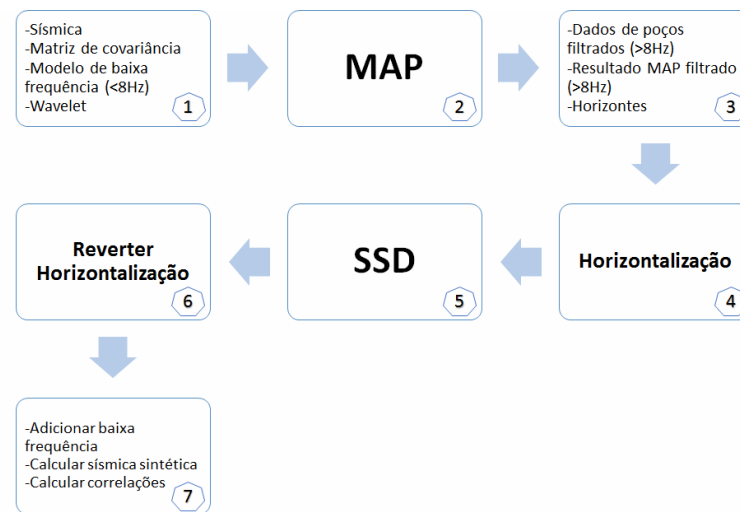 -Sísmica
-Matriz de covariância
-Modelo de baixa
frequência (<8Hz)
-Wavelet
1
MAP
2
-Dados de poços
filtrados (>8Hz)
-Resultado MAP filtrado
(>8Hz)
-Horizontes
3
Horizontalização
4
SSD
5
Reverter
Horizontalização
6
-Adicionar baixa
frequência
-Calcular sísmica sintética
-Calcular correlações
7